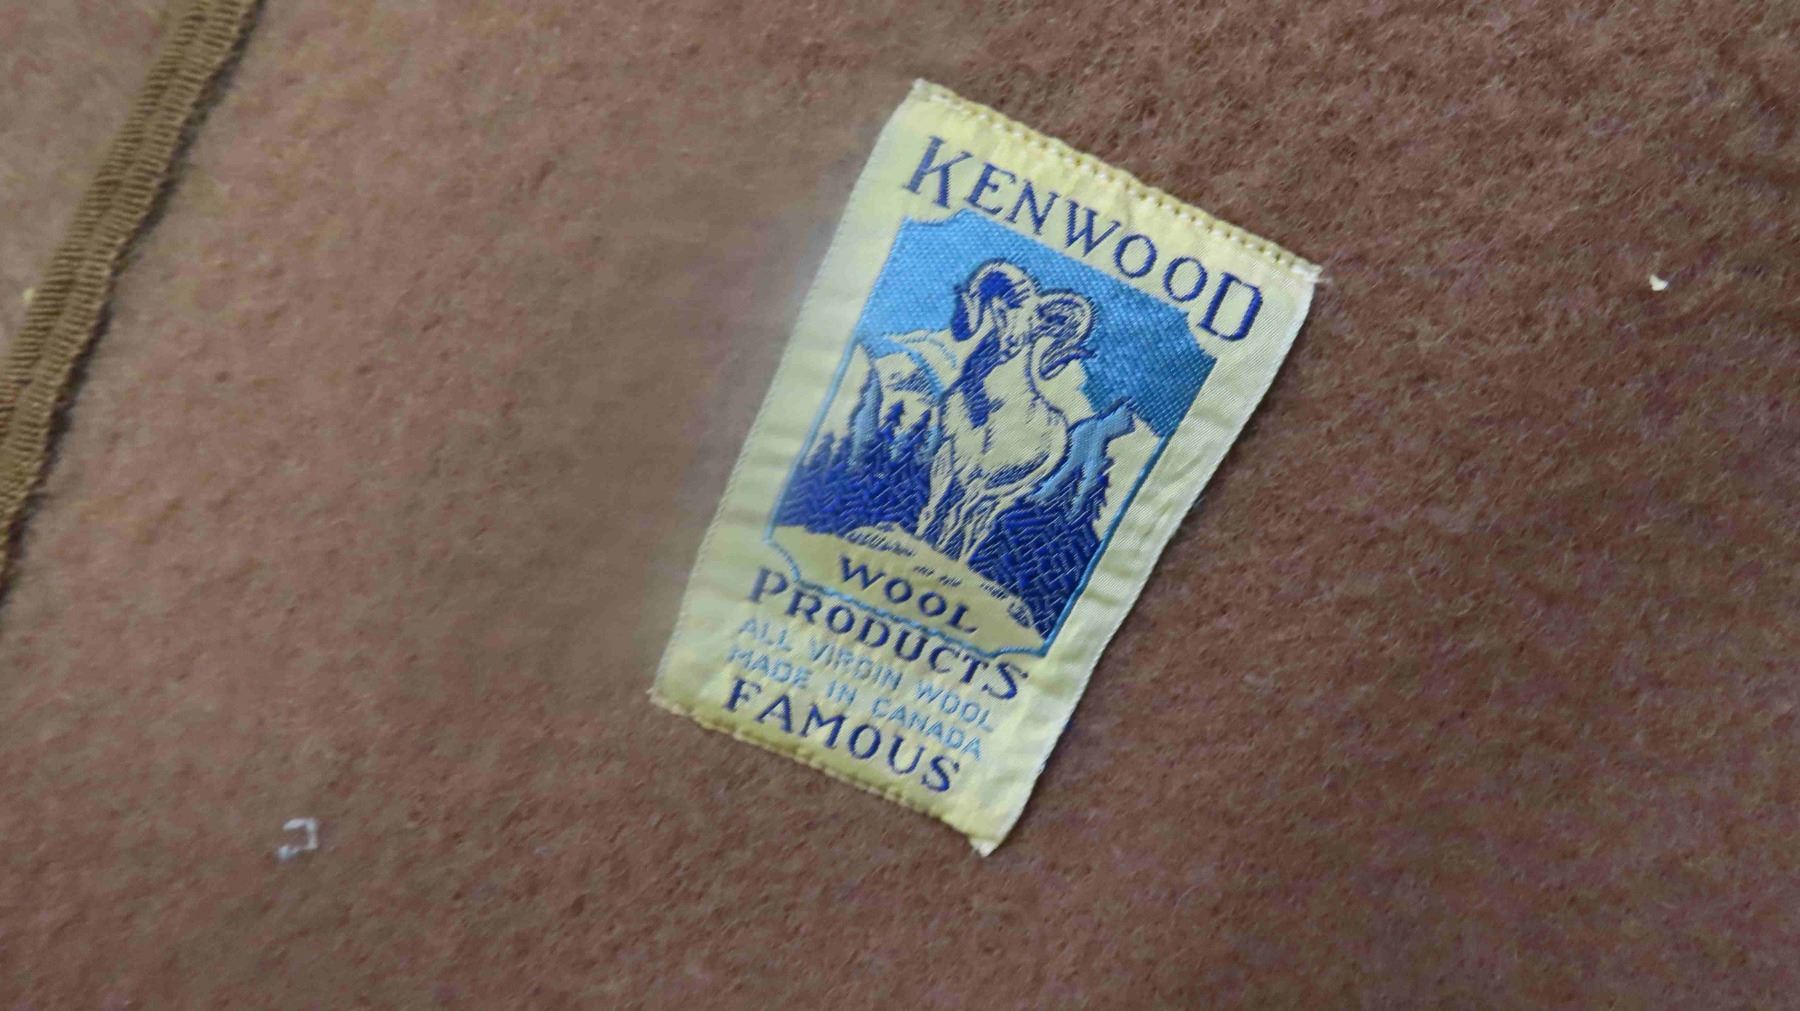 KENWOOD
WOOL
PRODUCTS
ALL VIRGIN WOOL
MADE IN CANADA
FAMOUS